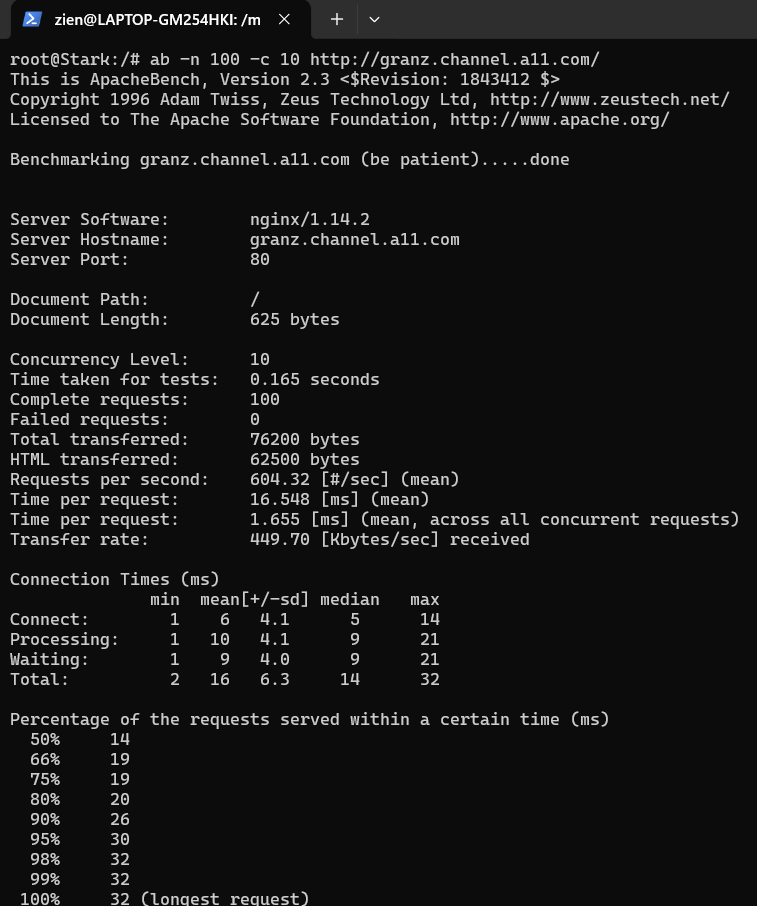 zien@LAPTOP-GM254HKI: /m
root@Stark:/# ab -n 100 -c 10 http://granz.channel.a11.com/
This is ApacheBench, Version 2.3 <$Revision: 1843412 $>
Copyright 1996 Adam Twiss, Zeus Technology Ltd, http://www.zeustech.net/
Licensed to The Apache Software Foundation, http://www.apache.org/

Benchmarking granz.channel.a11.com (be patient).....done


Server Software:        nginx/1.14.2
Server Hostname:        granz.channel.a11.com
Server Port:            80

Document Path:          /
Document Length:        625 bytes

Concurrency Level:      10
Time taken for tests:   0.165 seconds
Complete requests:      100
Failed requests:        0
Total transferred:      76200 bytes
HTML transferred:       62500 bytes
Requests per second:    604.32 [#/sec] (mean)
Time per request:       16.548 [ms] (mean)
Time per request:       1.655 [ms] (mean, across all concurrent requests)
Transfer rate:          449.70 [Kbytes/sec] received

Connection Times (ms)
              min  mean[+/-sd] median   max
Connect:        1    6   4.1      5      14
Processing:     1   10   4.1      9      21
Waiting:        1    9   4.0      9      21
Total:          2   16   6.3     14      32

Percentage of the requests served within a certain time (ms)
  50%     14
  66%     19
  75%     19
  80%     20
  90%     26
  95%     30
  98%     32
  99%     32
 100%     32 (longest request)